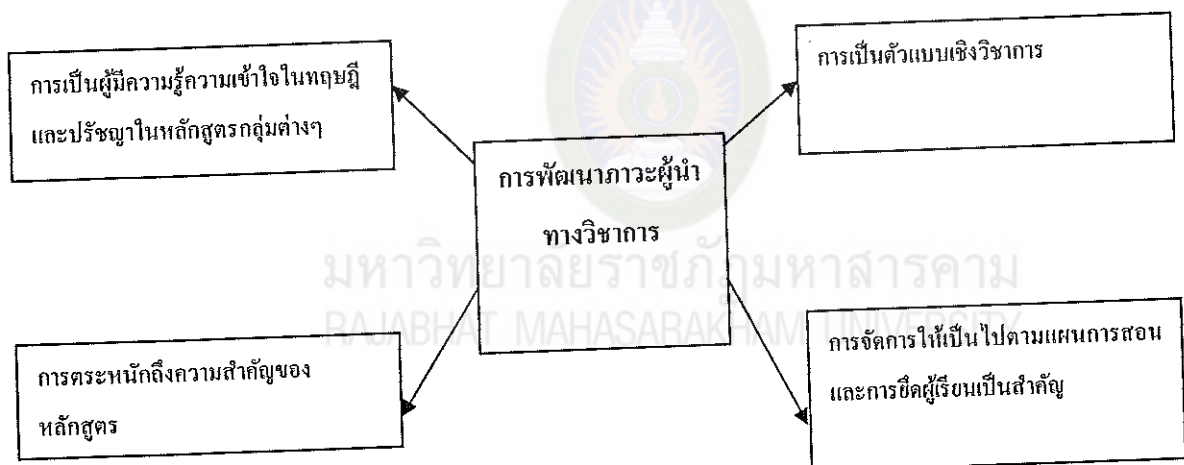 การเป็นผู้มีความรู้ความเข้าใจในทฤษฎี
และปรัชญาในหลักสูตรกลุ่มต่างๆ
การเป็นตัวแบบเชิงวิชาการ
การพัฒนาภาวะผู้นำ
ทางวิชาการ
มหาวิทยาลัยราชภัฏมหาสารคาม
RAJABHAT MAHASARAKHAM UNIVERSITY
การตระหนักถึงความสำคัญของ
หลักสูตร
การจัดการให้เป็นไปตามแผนการสอน
และการยึดผู้เรียนเป็นสำคัญ